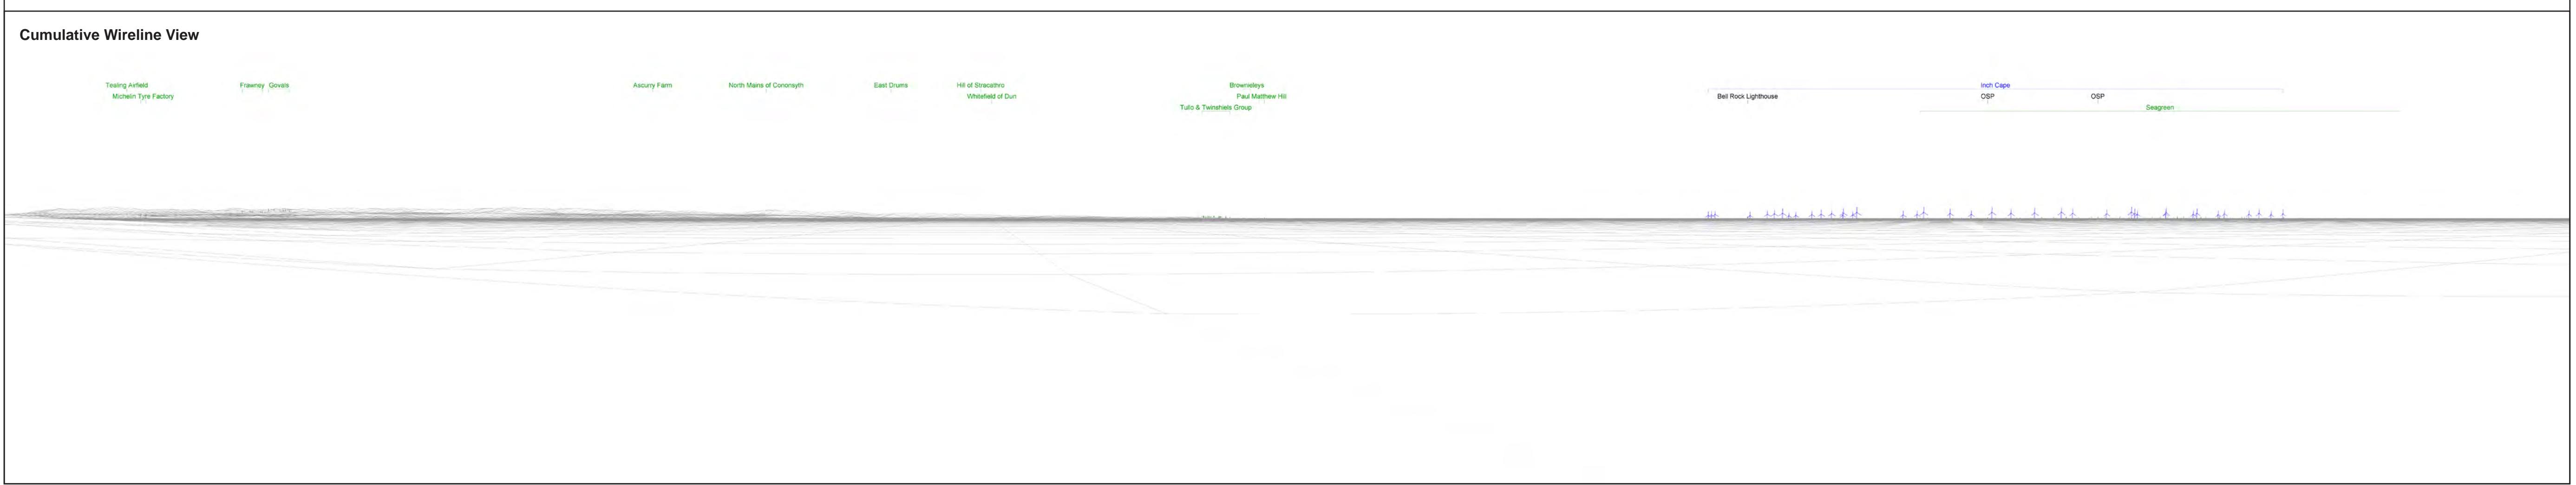 Cumulative Wireline View
Tealing Airfield
Michelin Tyre Factory
Frawney
Govals
Ascurry Farm
North Mains of Cononsyth
East Drums
Hill of Stracathro
Whitefield of Dun
Brownieleys
Paul Matthew Hill
Tullo & Twinshiels Group
Inch Cape
Bell Rock Lighthouse
OSP
OSP
Seagreen